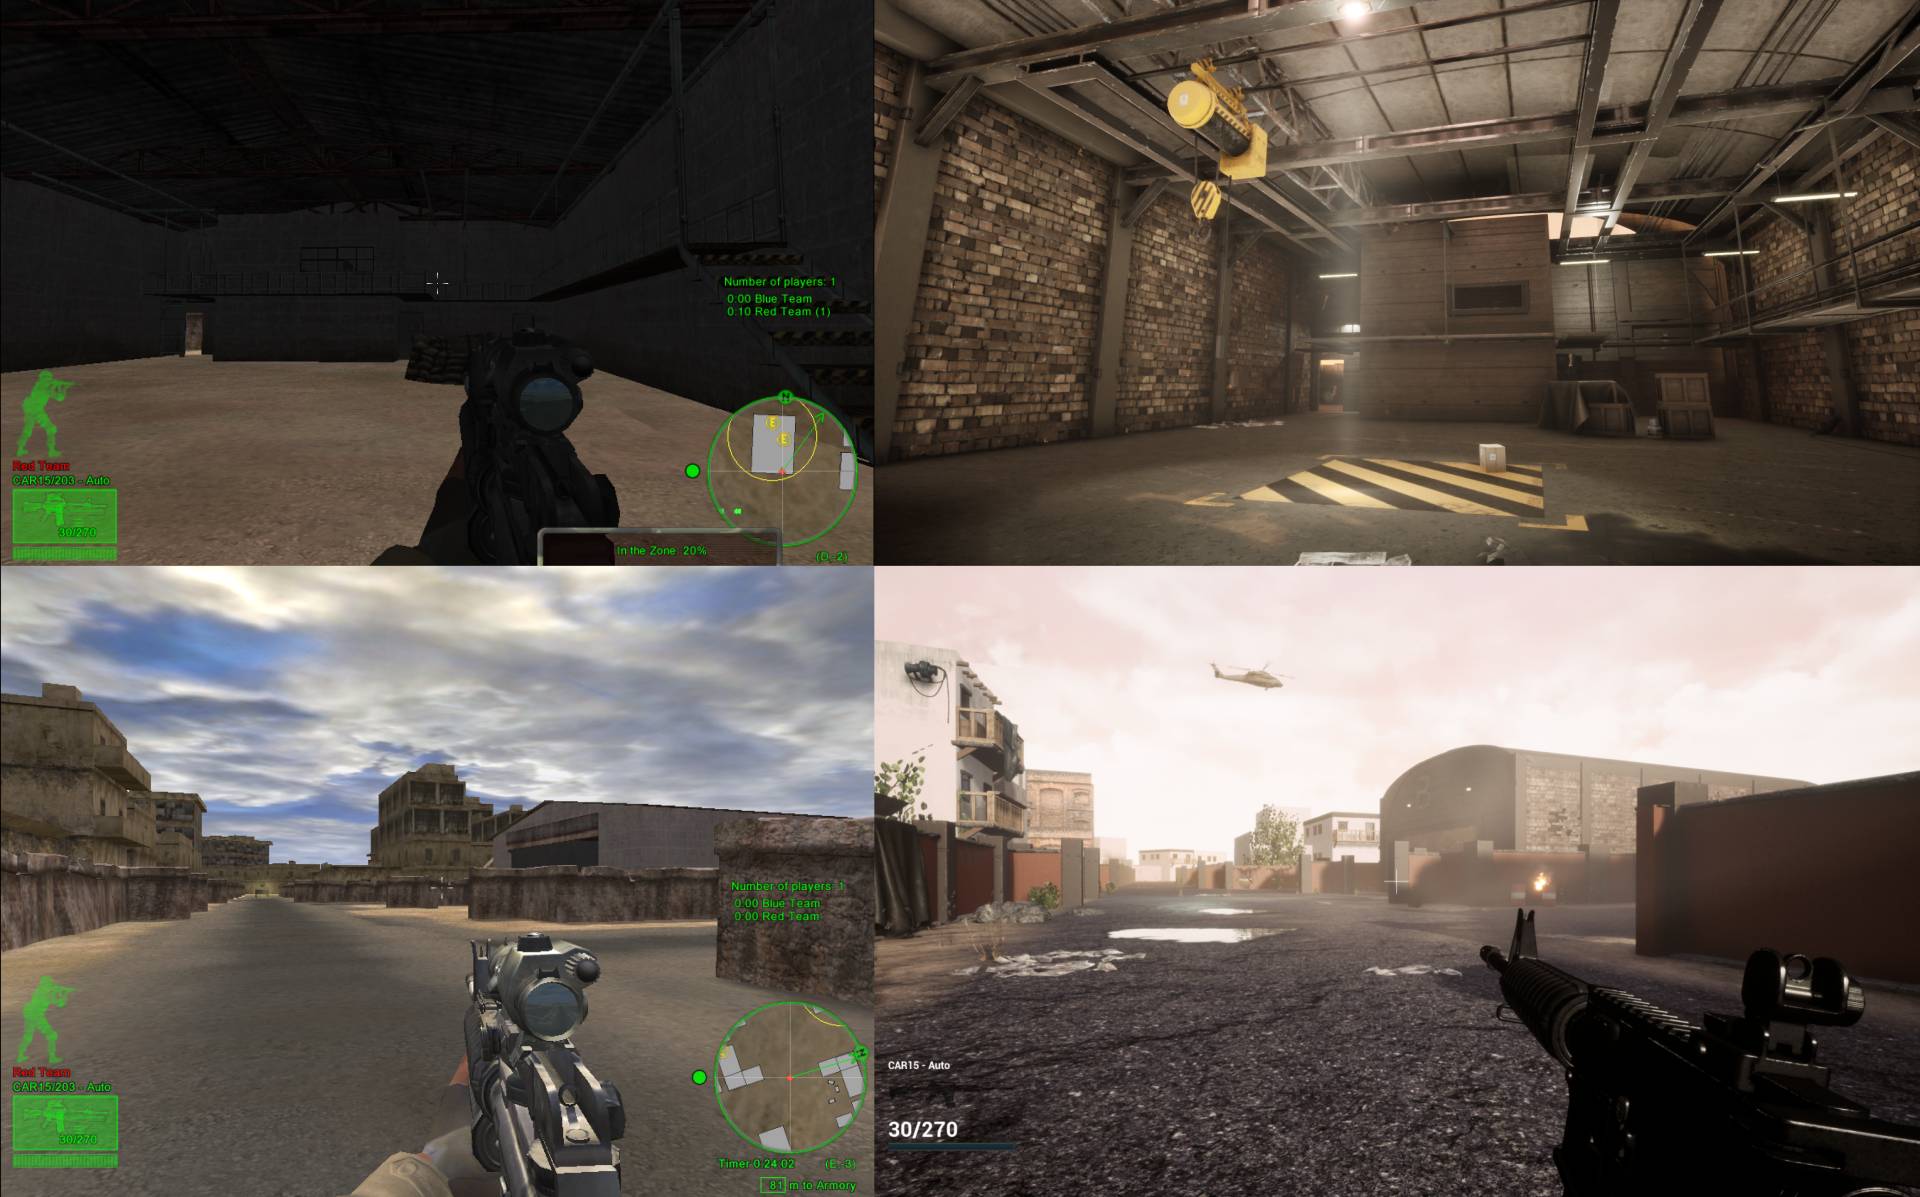 Number of players: 1
0:00 Blue Team
0:10 Red Team (1)
Red Team
CAR15/203 - Auto
30/270
N
E
E
In the Zone 20%
(D,-2)
Number of players: 1
0:00 Blue Team
0:00 Red Team
Red Team
CAR15/203 - Auto
30/270
N
Timer 0:24:02
(E,-3)
81 m to Armory
CAR15 - Auto
30/270